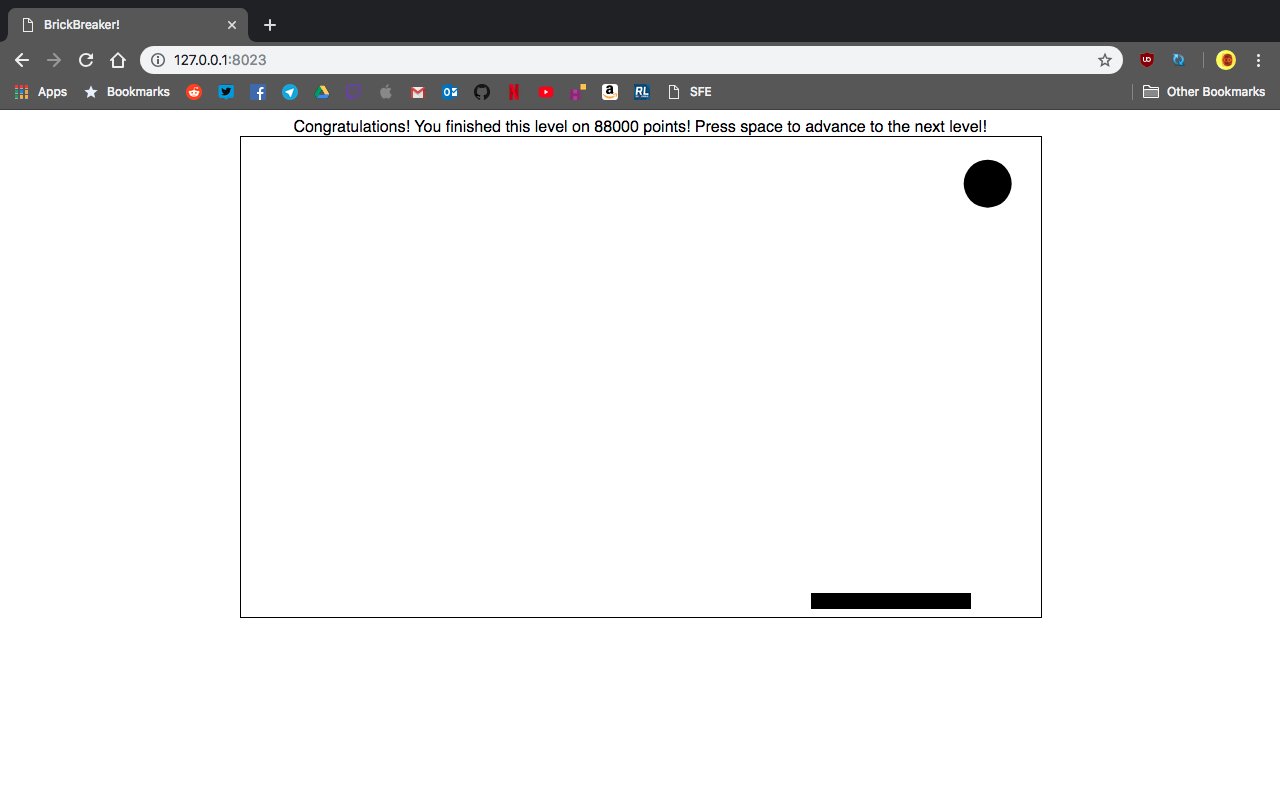 BrickBreaker!
127.0.0.1:8023
Apps Bookmarks SFE Other Bookmarks
Congratulations! You finished this level on 88000 points! Press space to advance to the next level!